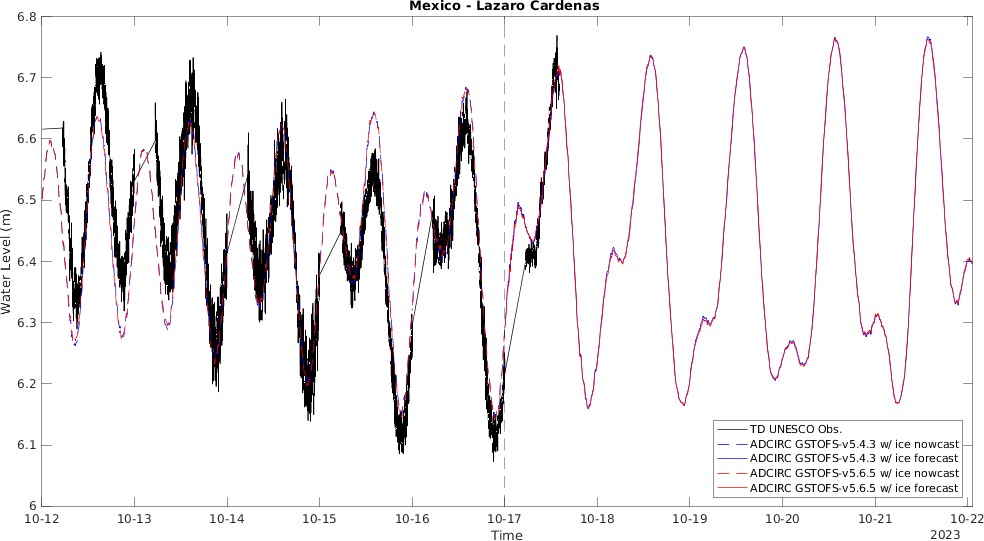 Mexico - Lazaro Cardenas
6.8
6.7
6.6
6.5
6.4
6.3
6.2
6.1
6
Water Level (m)
TD UNESCO Obs.
ADCIRC GSTOFS-v5.4.3 w/ ice nowcast
ADCIRC GSTOFS-v5.4.3 w/ ice forecast
ADCIRC GSTOFS-v5.6.5 w/ ice nowcast
ADCIRC GSTOFS-v5.6.5 w/ ice forecast
10-12 10-13 10-14 10-15 10-16 10-17 10-18 10-19 10-20 10-21 10-22
Time
2023